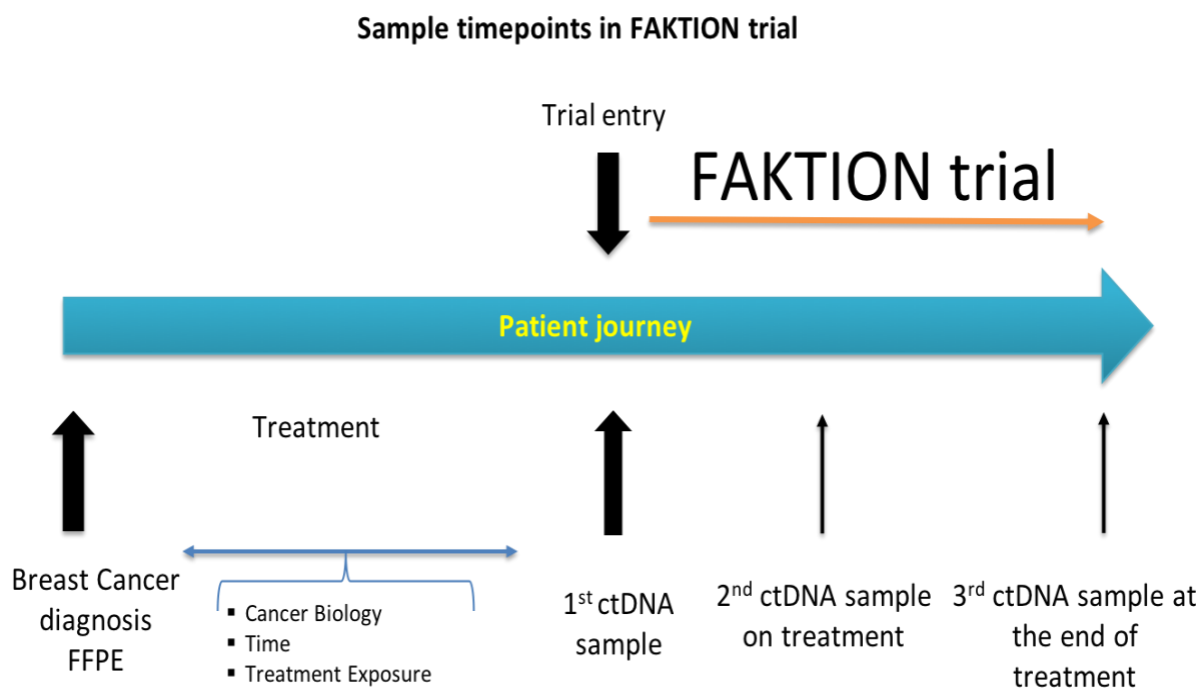 Sample timepoints in FAKTION trial
Trial entry
FAKTION trial
Patient journey
Treatment
Breast Cancer
diagnosis
FFPE
▪ Cancer Biology
▪ Time
▪ Treatment Exposure
1st ctDNA
sample
2nd ctDNA sample
on treatment
3rd ctDNA sample at
the end of
treatment